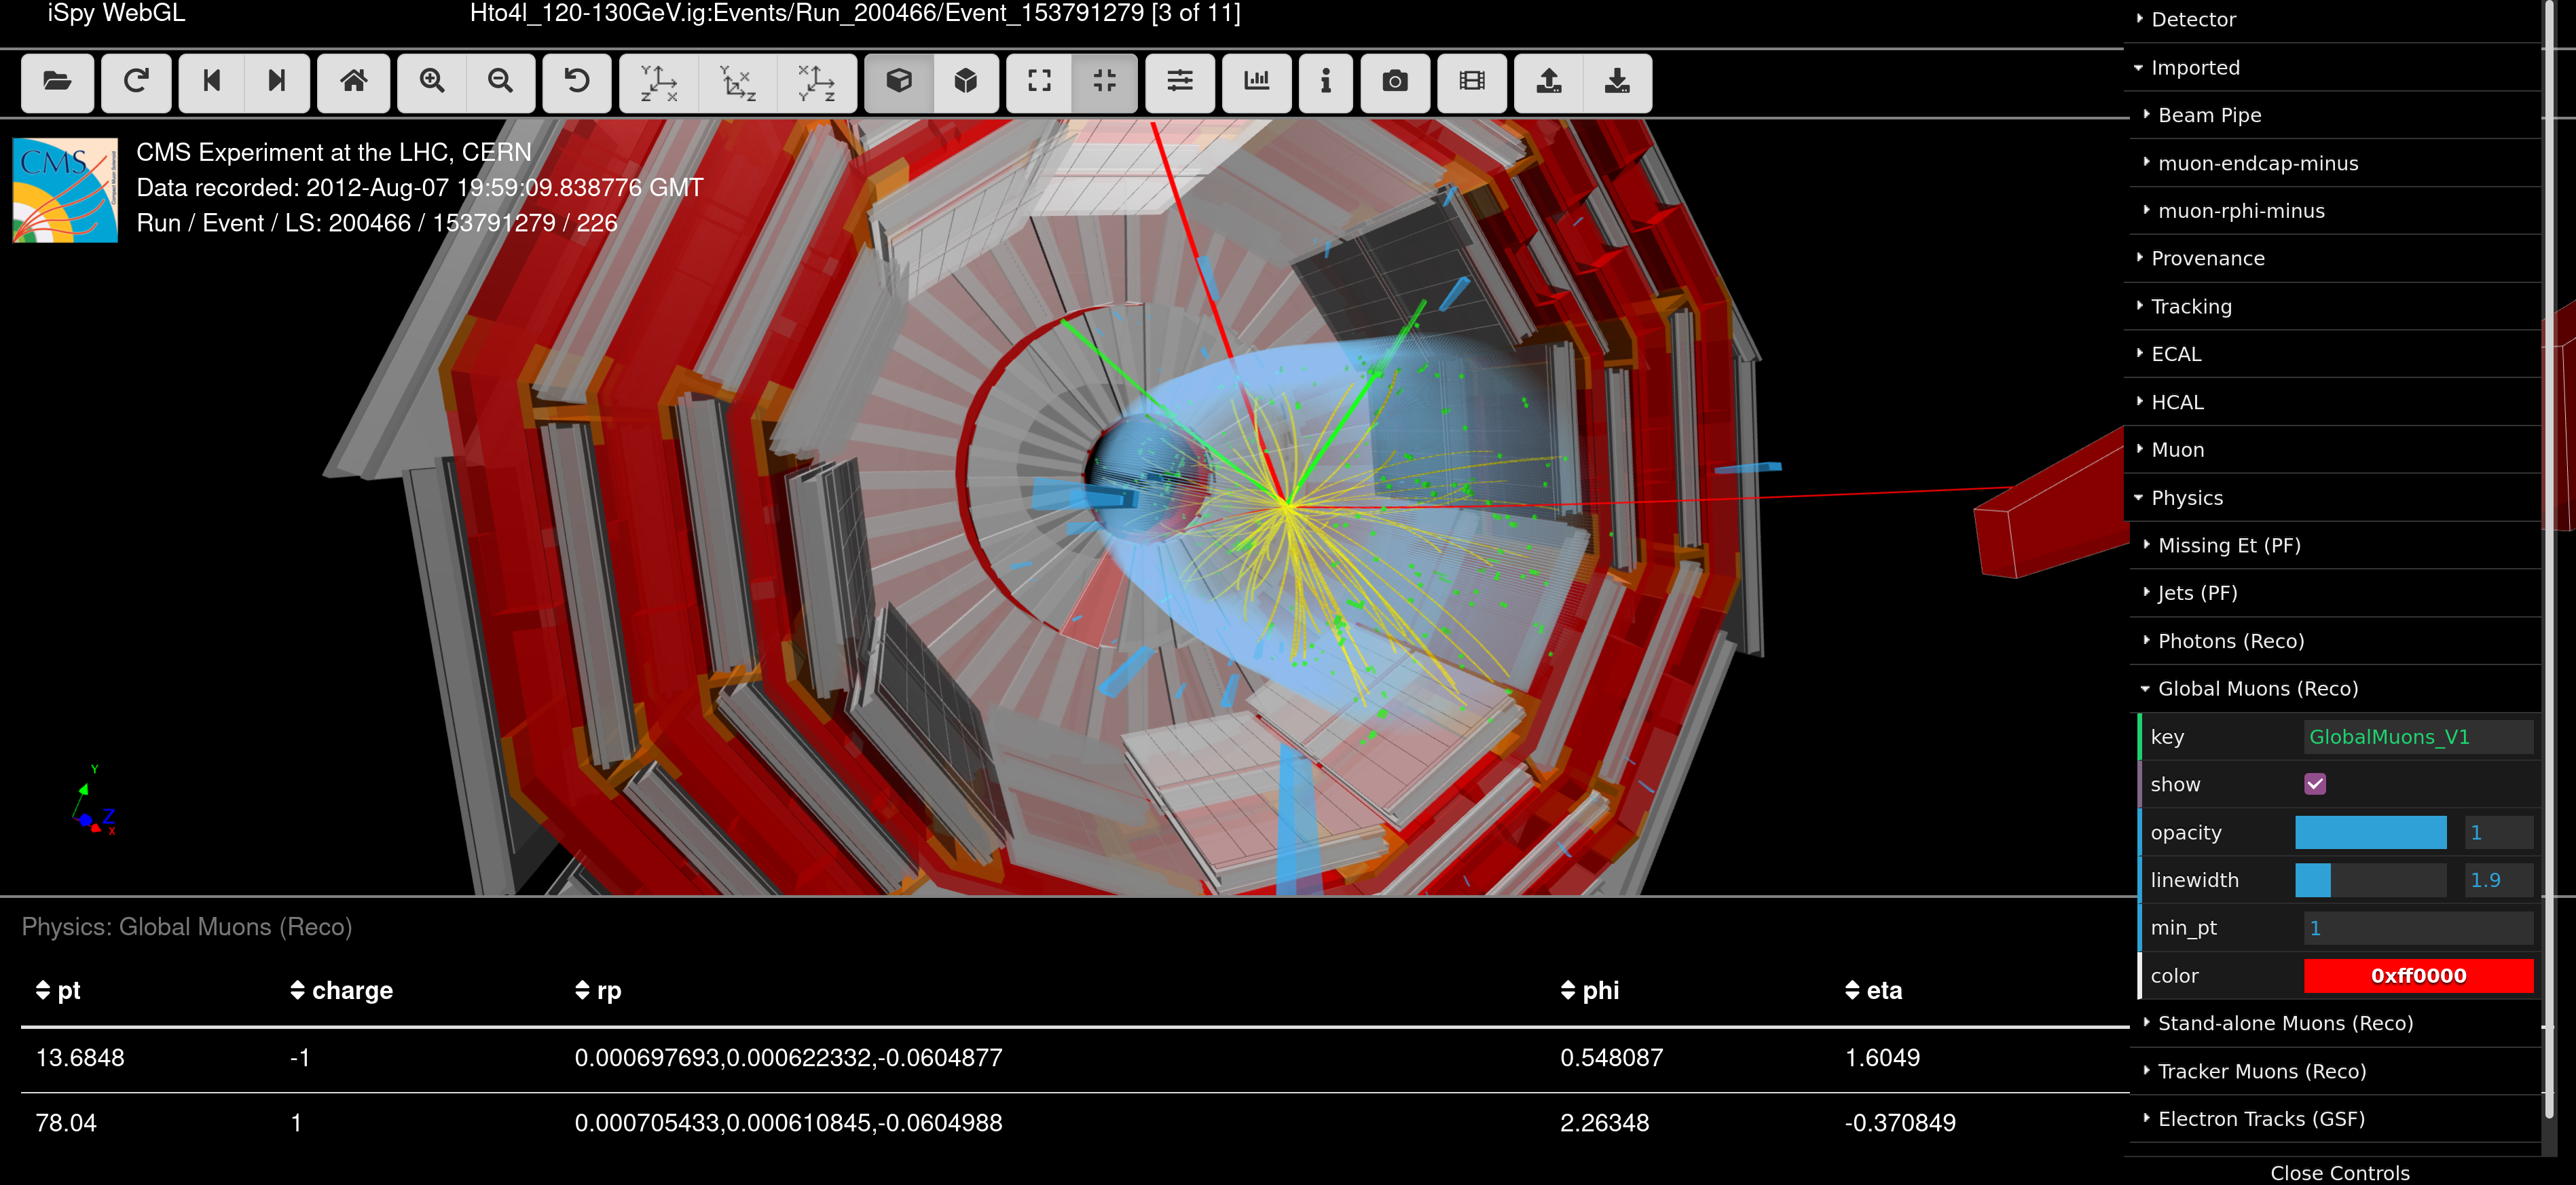 iSpy WebGL
Hto4l_120-130GeV.ig:Events/Run_200466/Event_153791279 [3 of 11]
CMS
CMS Experiment at the LHC, CERN
Data recorded: 2012-Aug-07 19:59:09.838776 GMT
Run / Event / LS: 200466 / 153791279 / 226
Y
Z
X
Y
X
Z
X
Y
Z
Y
Z
X
Detector
Imported
Beam Pipe
muon-endcap-minus
muon-rphi-minus
Provenance
Tracking
ECAL
HCAL
Muon
Physics
Missing Et (PF)
Jets (PF)
Photons (Reco)
Global Muons (Reco)
key GlobalMuons_V1
show
opacity 1
linewidth 1.9
min_pt 1
color 0xff0000
Stand-alone Muons (Reco)
Tracker Muons (Reco)
Electron Tracks (GSF)
Close Controls
Physics: Global Muons (Reco)
pt charge rp phi eta
13.6848 -1 0.000697693,0.000622332,-0.0604877 0.548087 1.6049
78.04 1 0.000705433,0.000610845,-0.0604988 2.26348 -0.370849